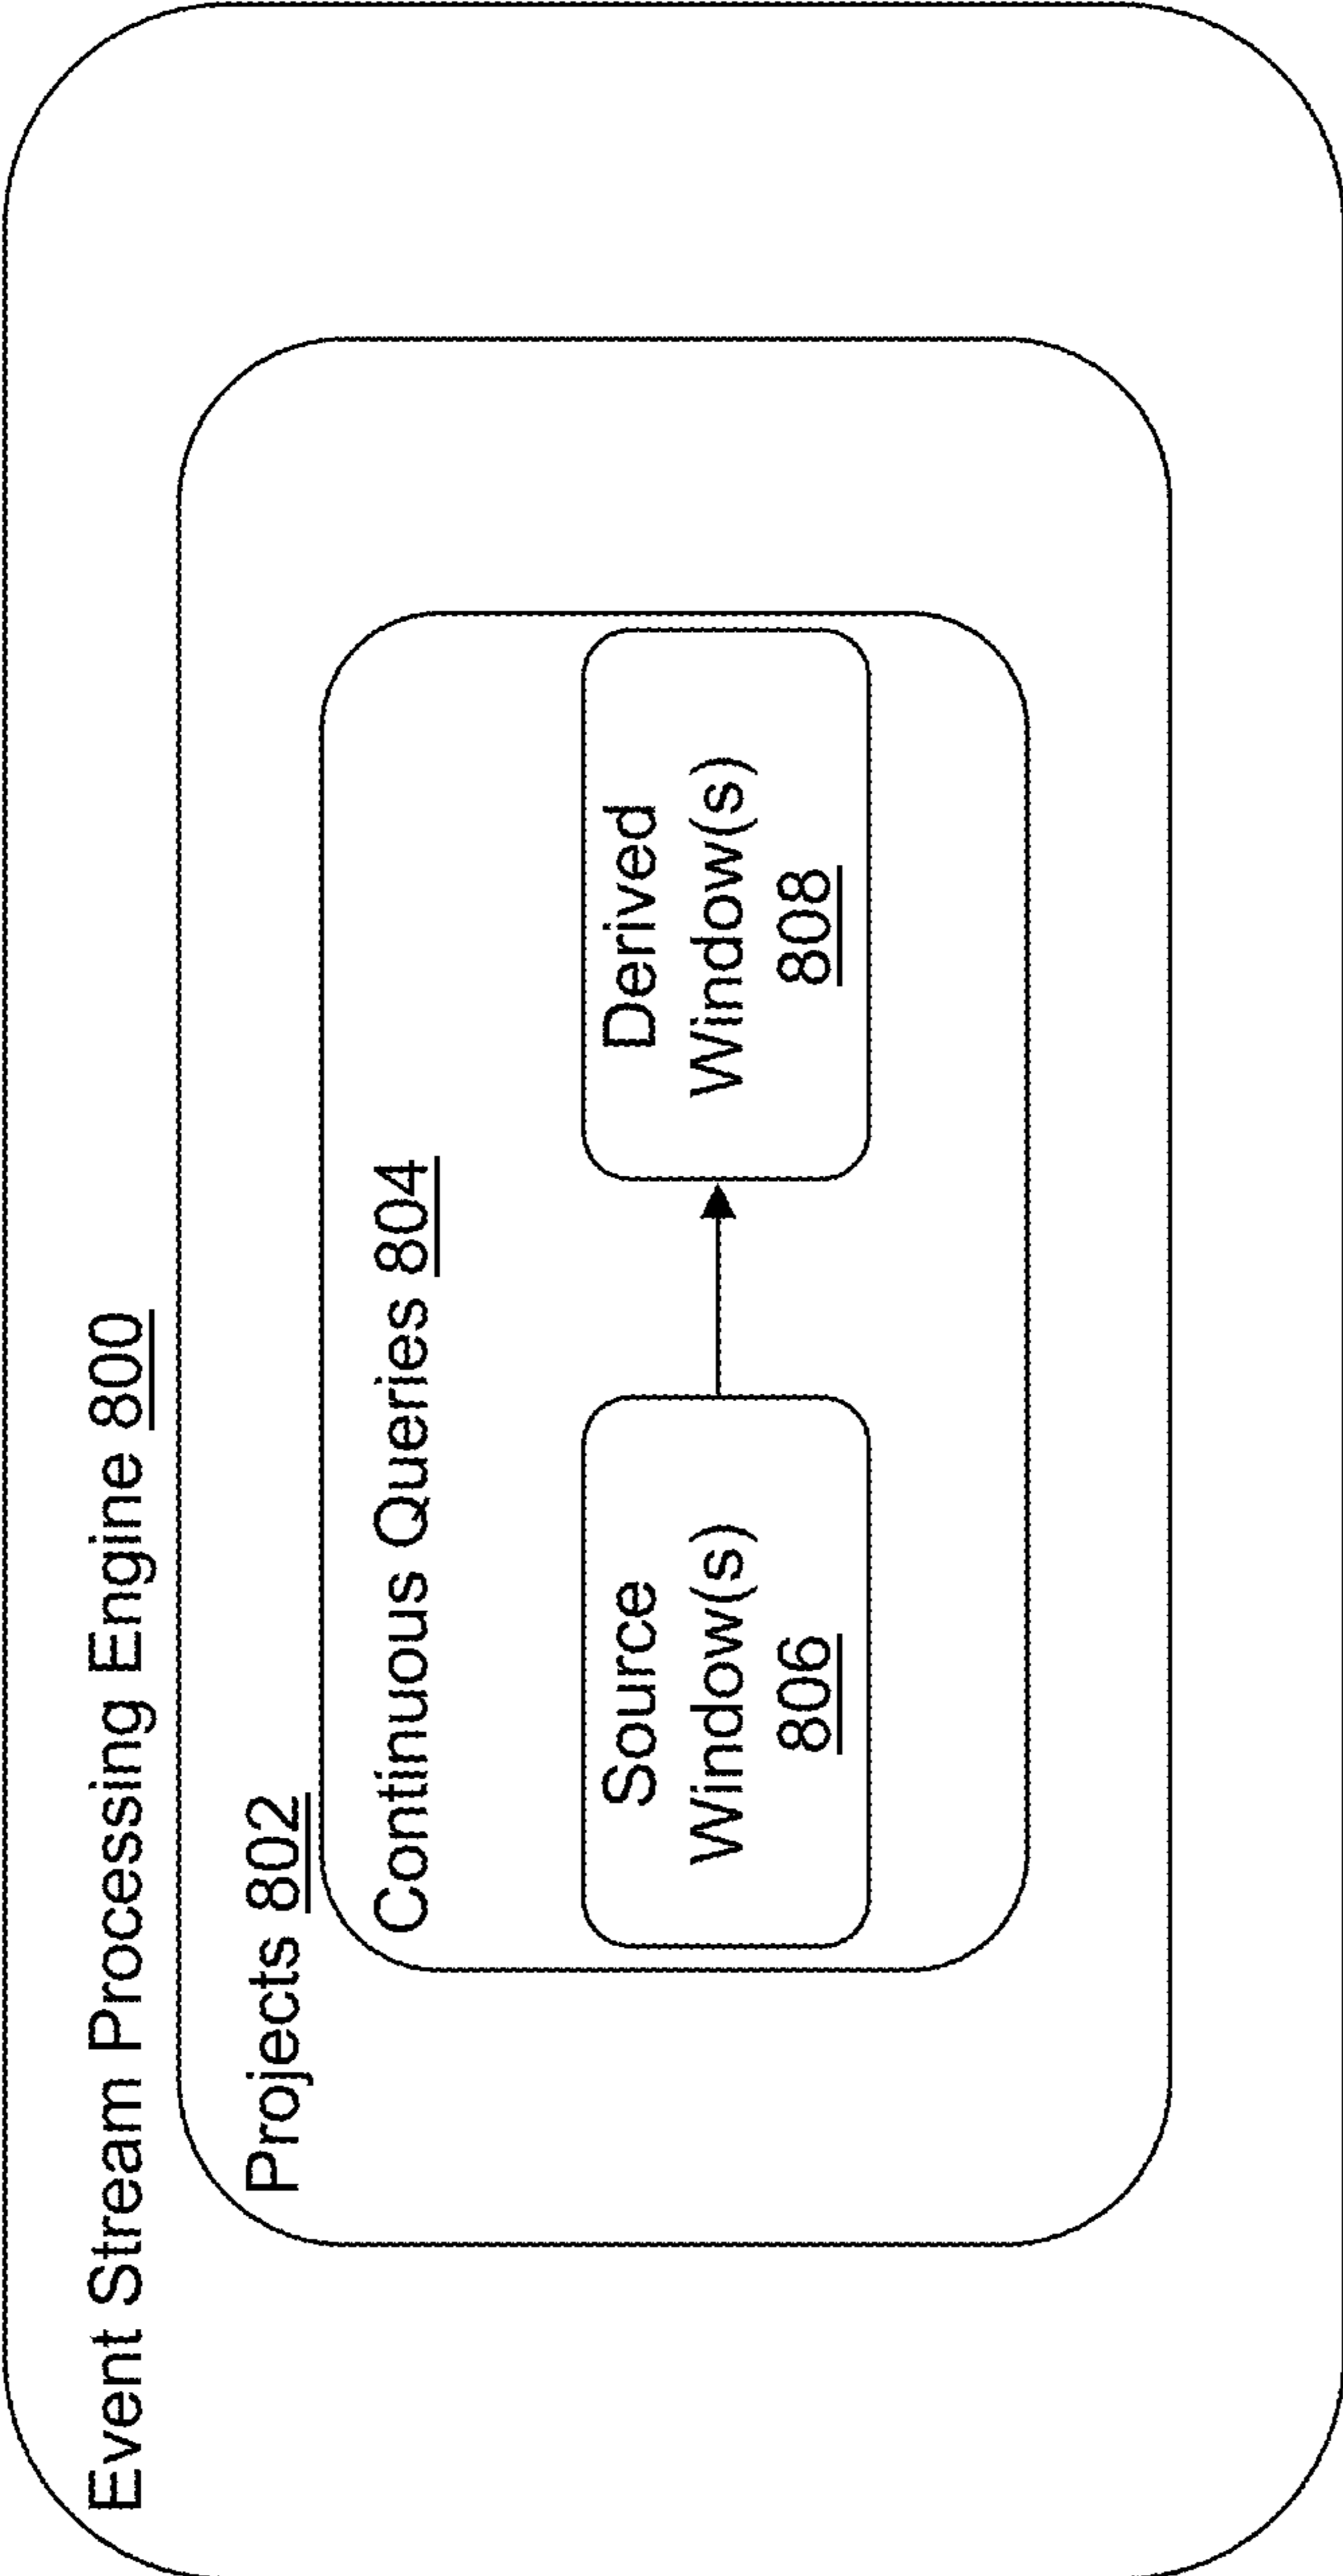 Event Stream Processing Engine 800
Projects 802
Continuous Queries 804
Source
Window(s)
806
Derived
Window(s)
808